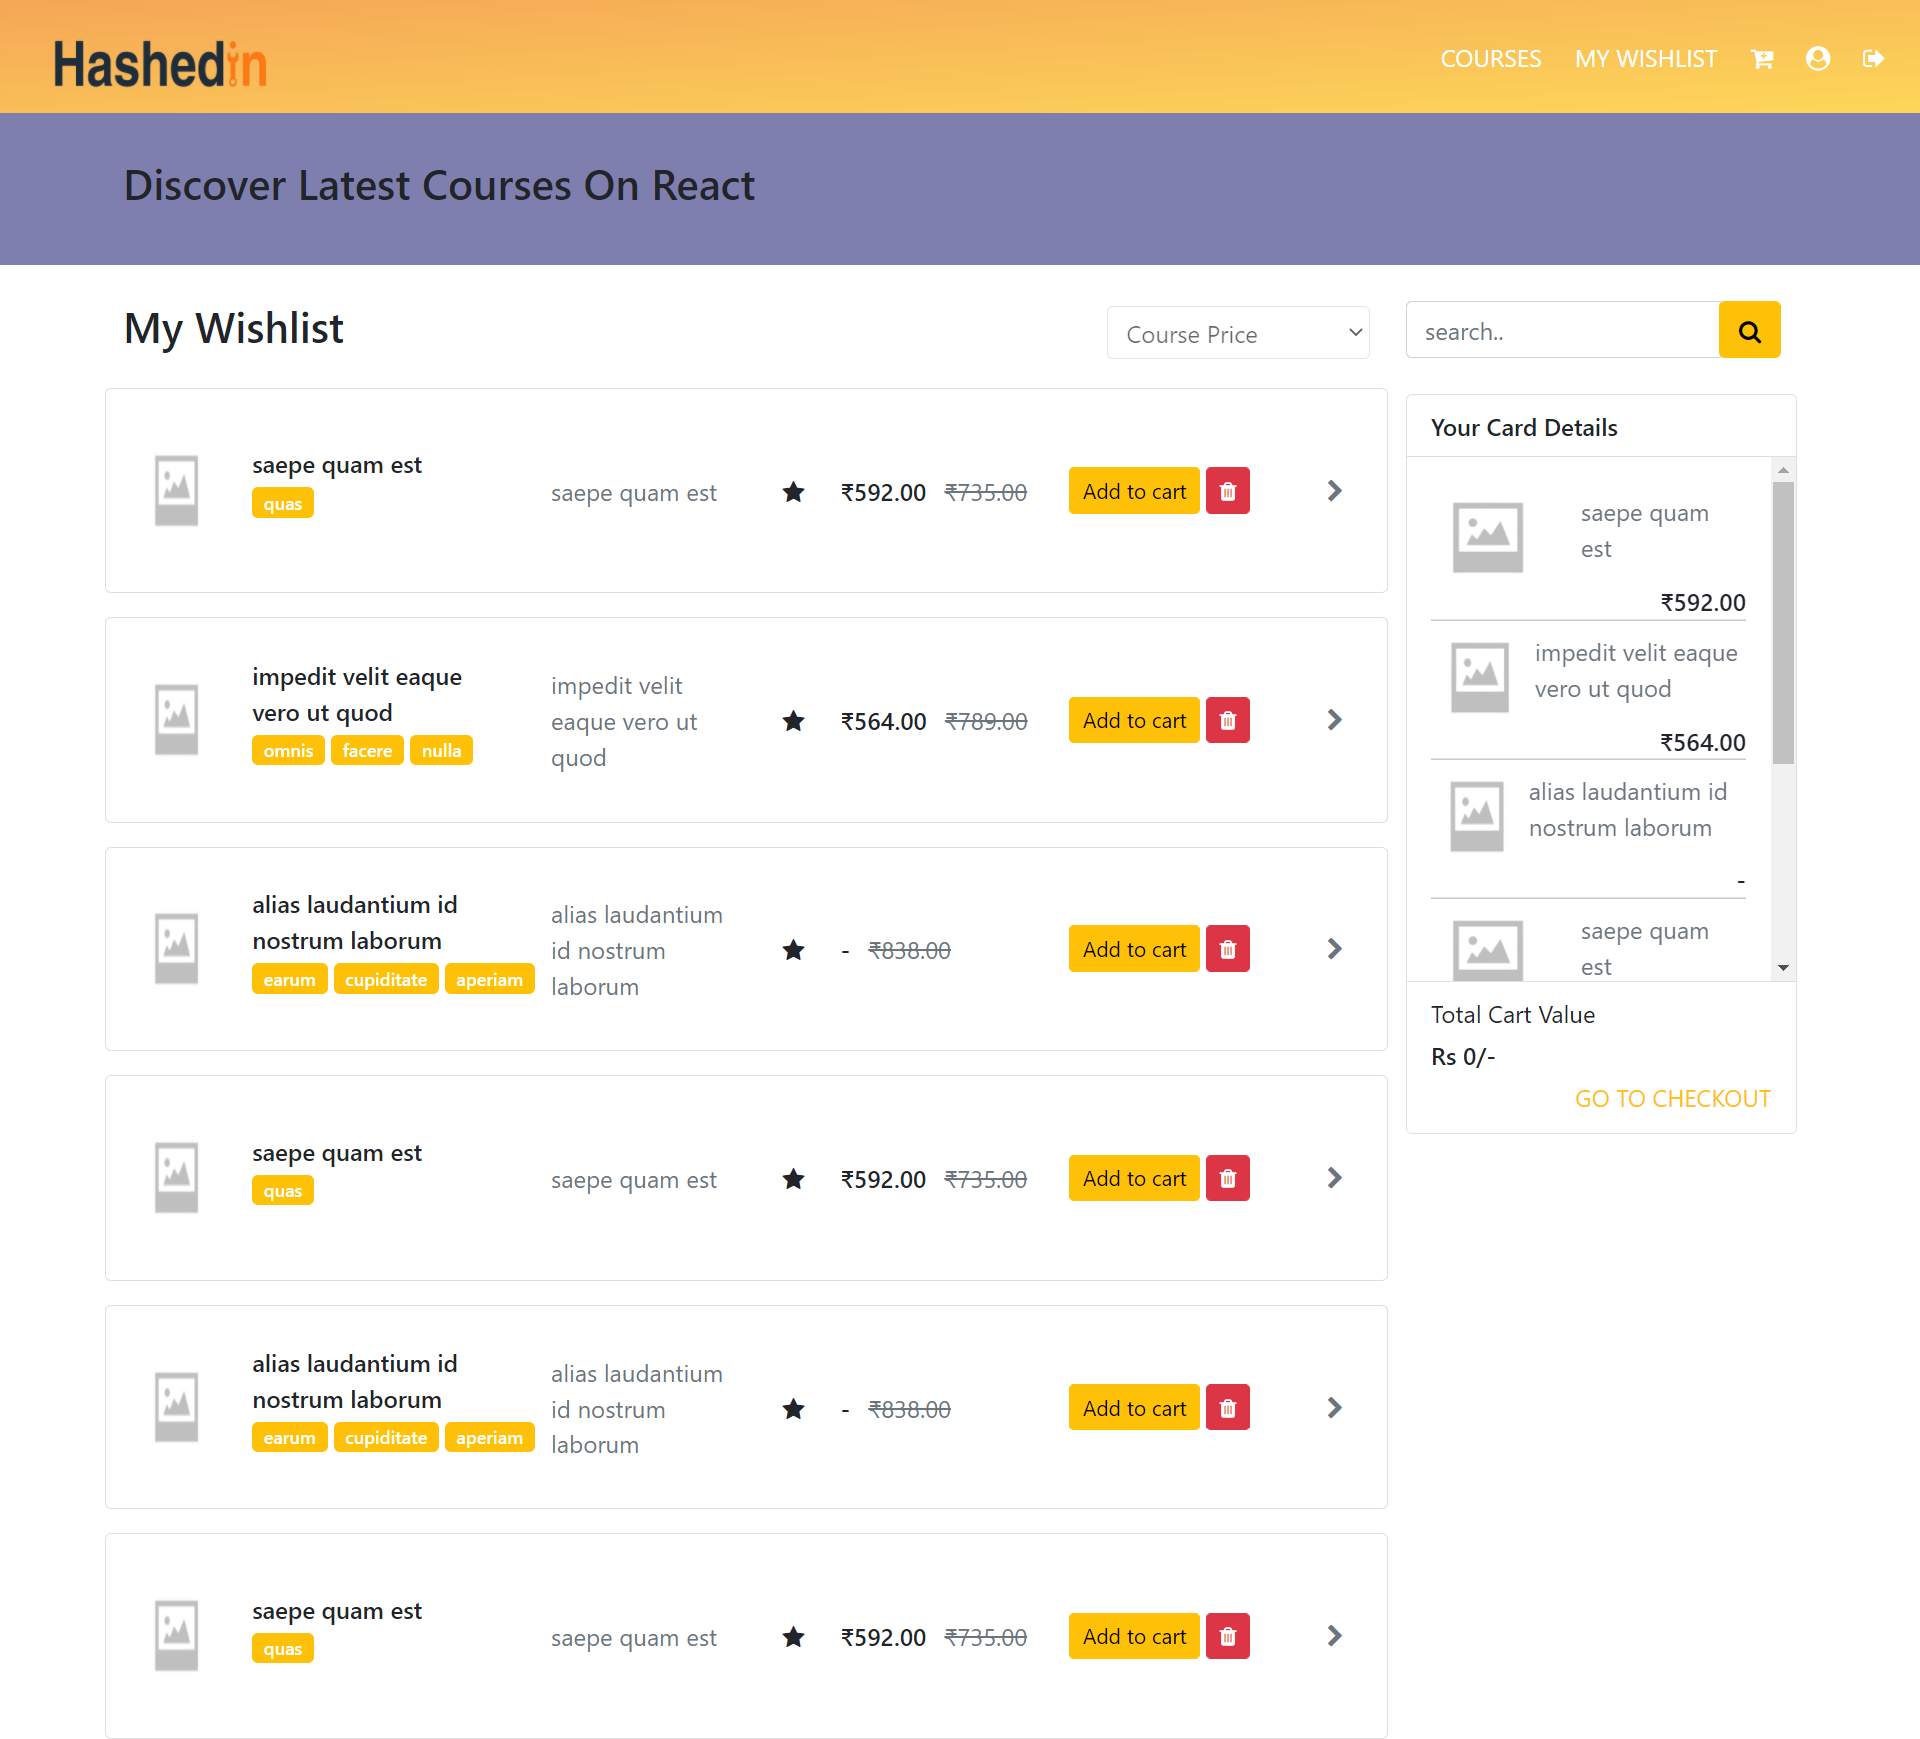 Hashedin
COURSES MY WISHLIST
Discover Latest Courses On React
My Wishlist
Course Price
search..
saepe quam est
quas
saepe quam est
₹592.00 ₹735.00
Add to cart
impedit velit eaque
vero ut quod
omnis facere nulla
impedit velit
eaque vero ut
quod
₹564.00 ₹789.00
Add to cart
alias laudantium id
nostrum laborum
earum cupiditate aperiam
alias laudantium
id nostrum
laborum
- ₹838.00
Add to cart
saepe quam est
quas
saepe quam est
₹592.00 ₹735.00
Add to cart
alias laudantium id
nostrum laborum
earum cupiditate aperiam
alias laudantium
id nostrum
laborum
- ₹838.00
Add to cart
saepe quam est
quas
saepe quam est
₹592.00 ₹735.00
Add to cart
Your Card Details
saepe quam
est
₹592.00
impedit velit eaque
vero ut quod
₹564.00
alias laudantium id
nostrum laborum
-
saepe quam
est
Total Cart Value
Rs 0/-
GO TO CHECKOUT